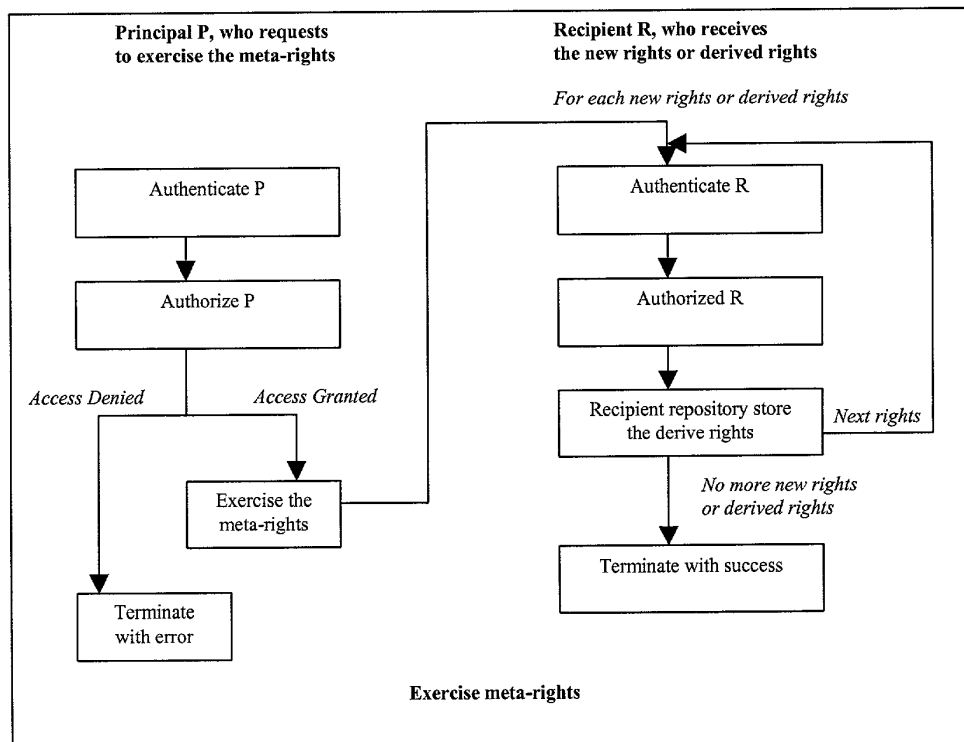 Principal P, who requests
to exercise the meta-rights
Recipient R, who receives
the new rights or derived rights
For each new rights or derived rights
Authenticate P
Authenticate R
Authorize P
Authorized R
Access Denied
Access Granted
Recipient repository store
the derive rights
Next rights
Exercise the
meta-rights
No more new rights
or derived rights
Terminate with success
Terminate
with error
Exercise meta-rights